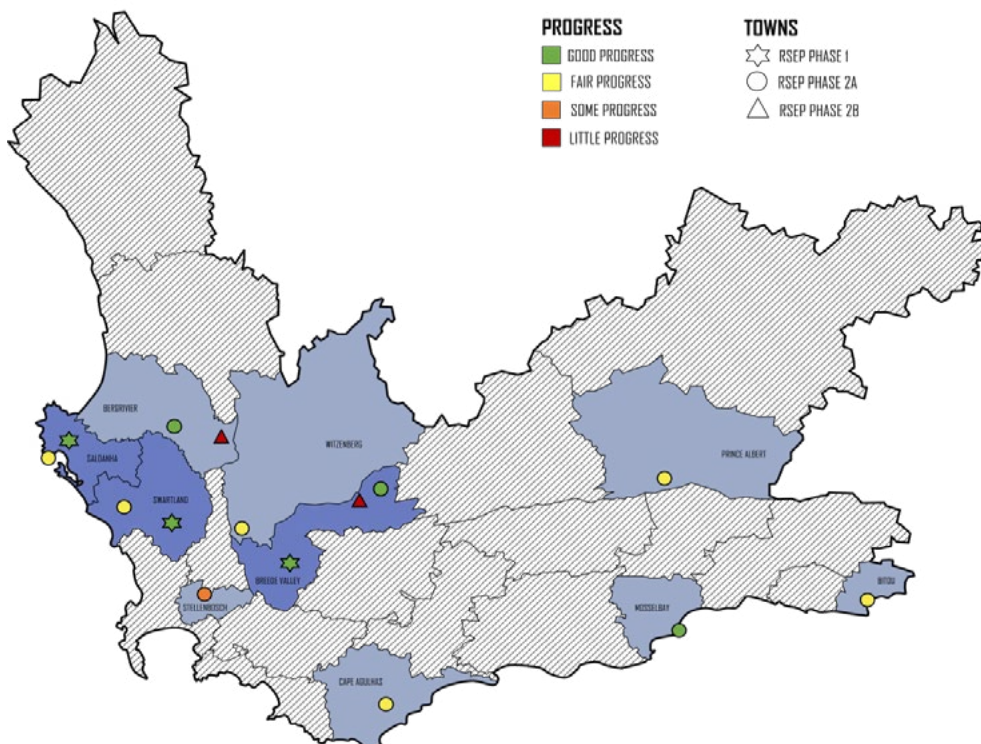 PROGRESS
GOOD PROGRESS
FAIR PROGRESS
SOME PROGRESS
LITTLE PROGRESS
TOWNS
RSEP PHASE 1
RSEP PHASE 2A
RSEP PHASE 2B
BERGRIVIER
SALDANHA
SWARTLAND
WITZENBERG
PRINCE ALBERT
BREEDE VALLEY
STELLENBOSCH
MOSSELBAY
BITOU
CAPE AGULHAS